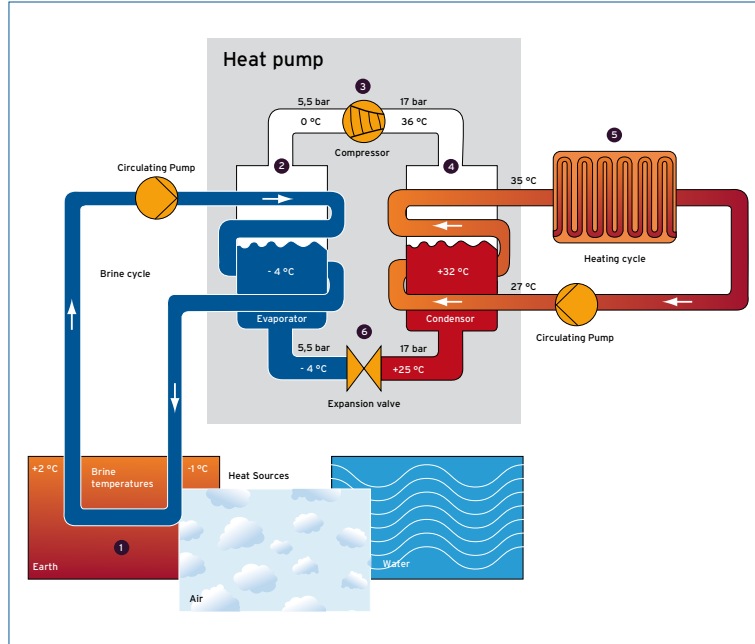 Heat pump
3
5,5 bar
17 bar
0 °C
36 °C
Compressor
5
2
4
Circulating Pump
35 °C
Brine cycle
- 4 °C
+32 °C
Heating cycle
27 °C
Evaporator
Condensor
6
Circulating Pump
5,5 bar
17 bar
- 4 °C
+25 °C
Expansion valve
+2 °C
Brine
temperatures
-1 °C
Heat Sources
1
Earth
Water
Air